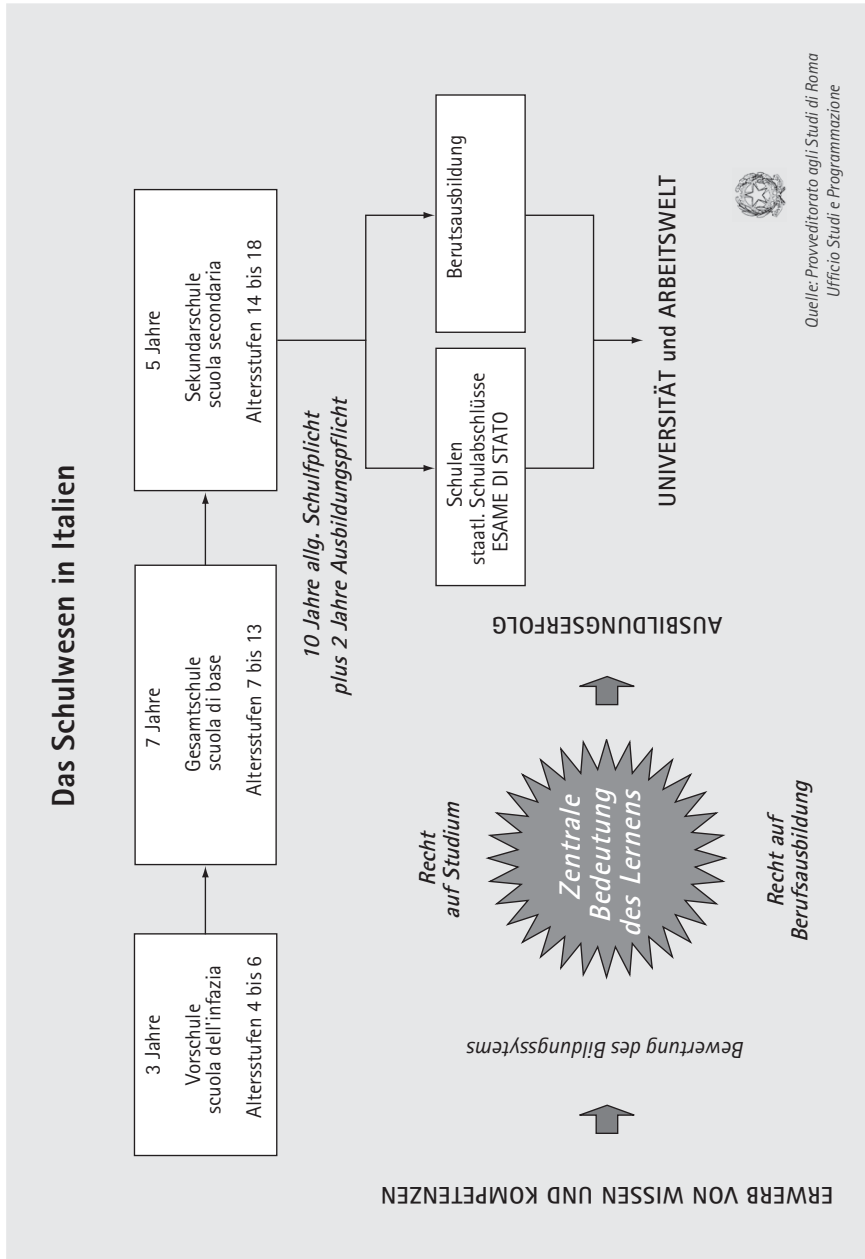 Das Schulwesen in Italien
3 Jahre
Vorschule
scuola dell'infazia
Altersstufen 4 bis 6
7 Jahre
Gesamtschule
scuola di base
Altersstufen 7 bis 13
5 Jahre
Sekundarschule
scuola secondaria
Altersstufen 14 bis 18
10 Jahre allg. Schulfplicht
plus 2 Jahre Ausbildungspflicht
Schulen
staatl. Schulabschlüsse
ESAME DI STATO
Berutsausbildung
UNIVERSITÄT und ARBEITSWELT
ERWERB VON WISSEN UND KOMPETENZEN
Bewertung des Bildungssytems
Recht
auf Studium
Zentrale
Bedeutung
des Lernens
Recht auf
Berufsausbildung
AUSBILDUNGSERFOLG
Quelle: Provveditorato agli Studi di Roma
Ufficio Studi e Programmazione